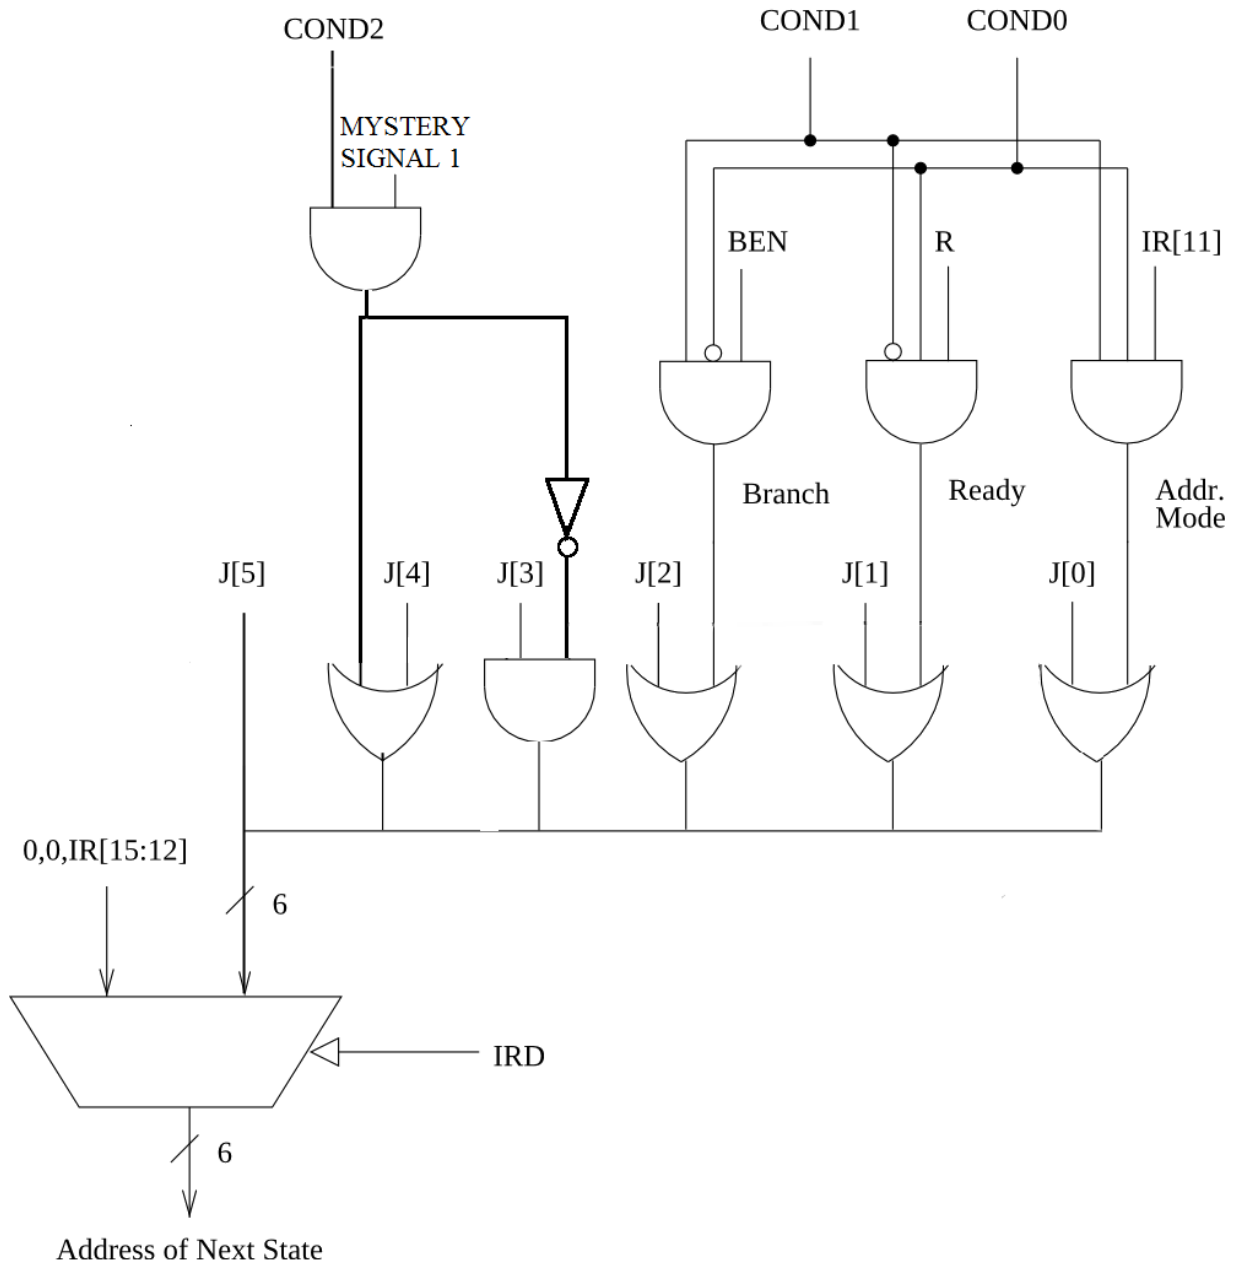 COND2
COND1
COND0
MYSTERY
SIGNAL 1
BEN
R
IR[11]
Branch
Ready
Addr.
Mode
J[5]
J[4]
J[3]
J[2]
J[1]
J[0]
0,0,IR[15:12]
6
IRD
6
Address of Next State